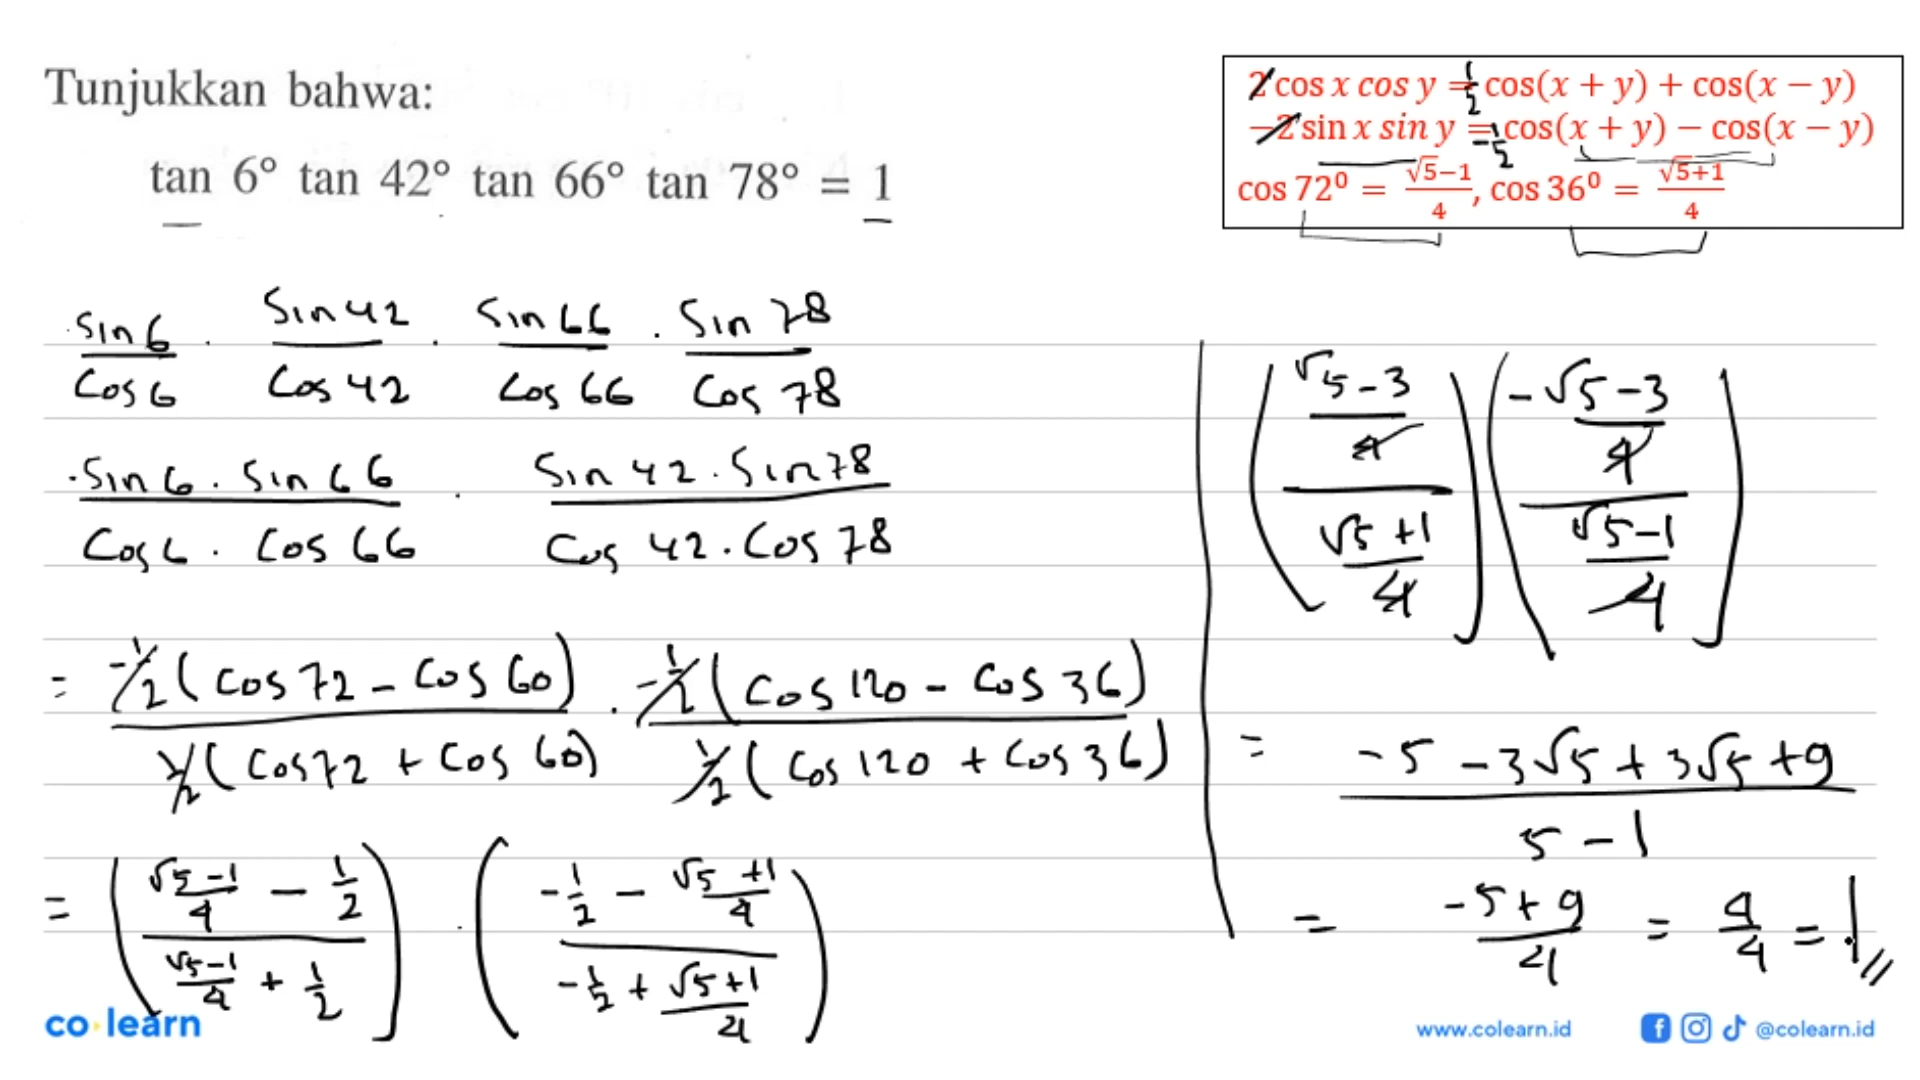 Tunjukkan bahwa:
tan 6° tan 42° tan 66° tan 78° = 1
2 cos x cos y = 1/2 cos(x + y) + cos(x − y)
−2 sin x sin y = -1/2 cos(x + y) − cos(x − y)
cos 72⁰ = (√5−1)/4, cos 36⁰ = (√5+1)/4
sin 6/cos 6 . sin 42/cos 42 . sin 66/cos 66 . sin 78/cos 78
sin 6 . sin 66/cos 6 . cos 66 . sin 42 . sin 78/cos 42 . cos 78
= -1/2 (cos 72 - cos 60)/1/2 (cos 72 + cos 60) . -1/2 (cos 120 - cos 36)/1/2 (cos 120 + cos 36)
= ((√5-1)/4 - 1/2 / (√5-1)/4 + 1/2) . (-1/2 - (√5+1)/4 / -1/2 + (√5+1)/4)
((√5-3)/4 / (√5+1)/4) ((-√5-3)/4 / (√5-1)/4)
= (-5 - 3√5 + 3√5 + 9)/(5 - 1)
= (-5+9)/4 = 4/4 = 1
co learn
www.colearn.id
@colearn.id